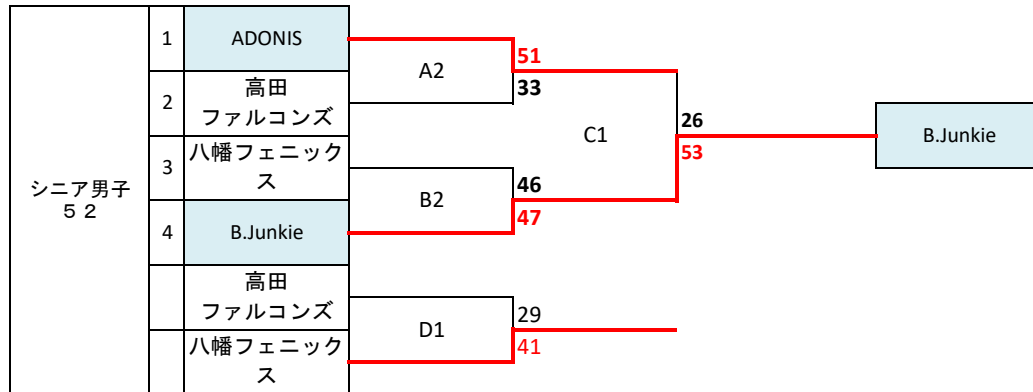 シニア男子
５２
1
ADONIS
2
高田
ファルコンズ
3
八幡フェニック
ス
4
B.Junkie
高田
ファルコンズ
八幡フェニック
ス
A2
51
33
B2
46
47
D1
29
41
C1
26
53
B.Junkie